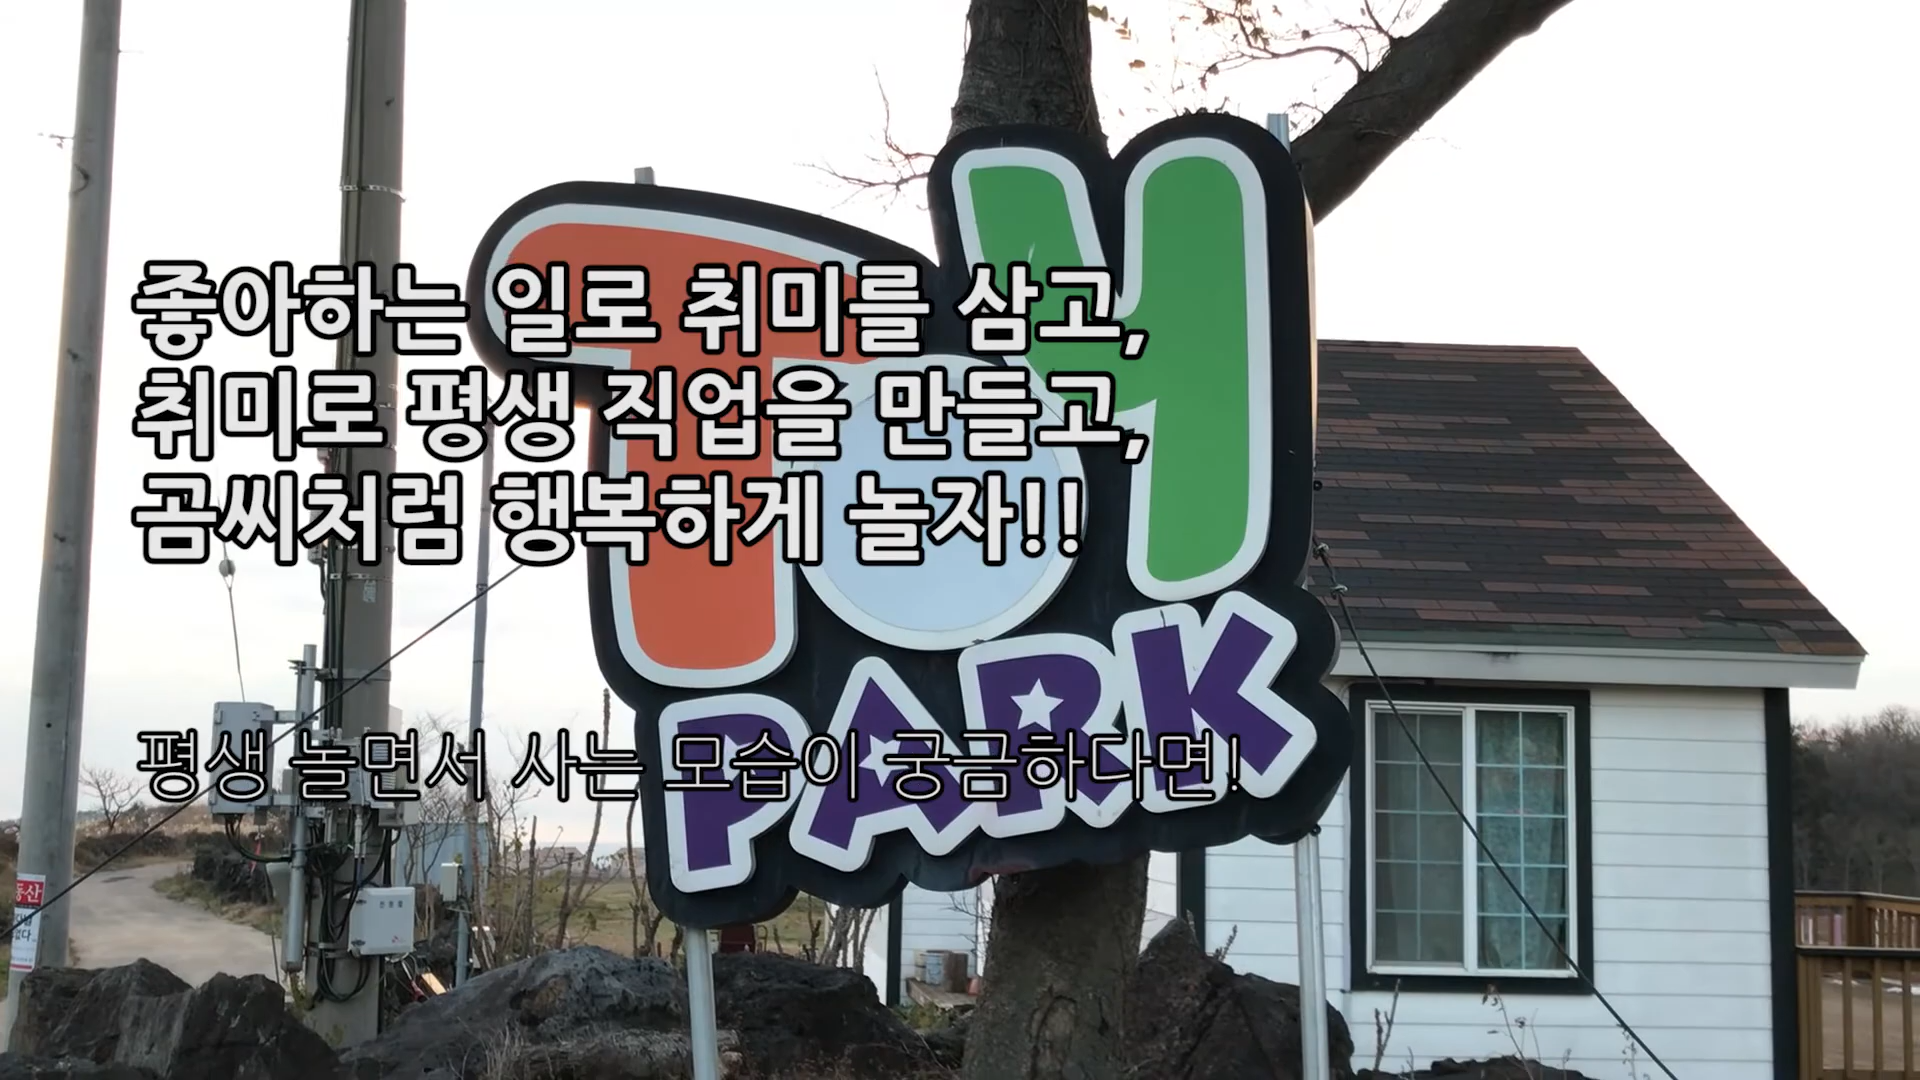 좋아하는 일로 취미를 삼고,
취미로 평생 직업을 만들고,
곰씨처럼 행복하게 놀자!!
TOY
PARK
평생 놀면서 사는 모습이 궁금하다면!
동산